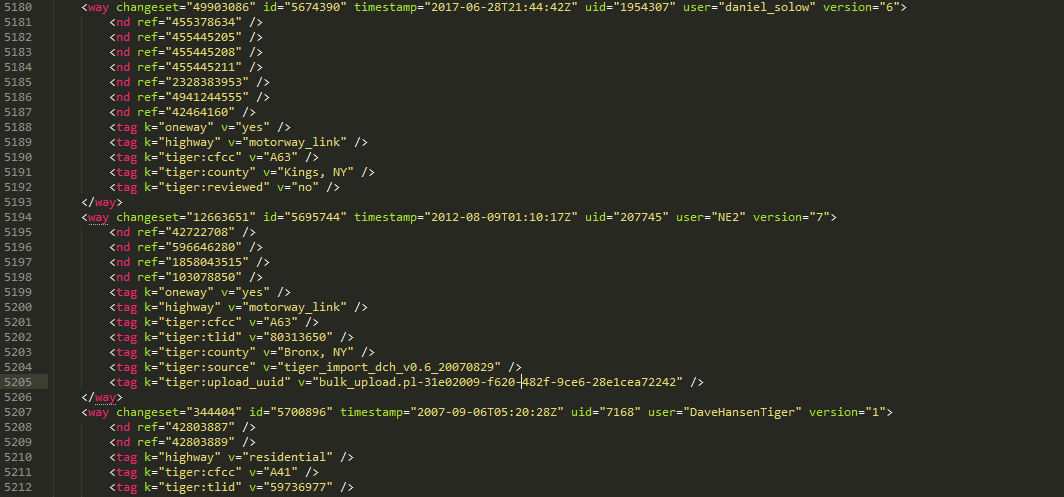 5180 <way changeset="49903086" id="5674390" timestamp="2017-06-28T21:44:42Z" uid="1954307" user="daniel_solow" version="6">
5181 <nd ref="455378634" />
5182 <nd ref="455445205" />
5183 <nd ref="455445208" />
5184 <nd ref="455445211" />
5185 <nd ref="2328383953" />
5186 <nd ref="4941244555" />
5187 <nd ref="42464160" />
5188 <tag k="oneway" v="yes" />
5189 <tag k="highway" v="motorway_link" />
5190 <tag k="tiger:cfcc" v="A63" />
5191 <tag k="tiger:county" v="Kings, NY" />
5192 <tag k="tiger:reviewed" v="no" />
5193 </way>
5194 <way changeset="12663651" id="5695744" timestamp="2012-08-09T01:10:17Z" uid="207745" user="NE2" version="7">
5195 <nd ref="42722708" />
5196 <nd ref="596646280" />
5197 <nd ref="1858043515" />
5198 <nd ref="103078850" />
5199 <tag k="oneway" v="yes" />
5200 <tag k="highway" v="motorway_link" />
5201 <tag k="tiger:cfcc" v="A63" />
5202 <tag k="tiger:tlid" v="80313650" />
5203 <tag k="tiger:county" v="Bronx, NY" />
5204 <tag k="tiger:source" v="tiger_import_dch_v0.6_20070829" />
5205 <tag k="tiger:upload_uuid" v="bulk_upload.pl-31e02009-f620-482f-9ce6-28e1cea72242" />
5206 </way>
5207 <way changeset="344404" id="5700896" timestamp="2007-09-06T05:20:28Z" uid="7168" user="DaveHansenTiger" version="1">
5208 <nd ref="42803887" />
5209 <nd ref="42803889" />
5210 <tag k="highway" v="residential" />
5211 <tag k="tiger:cfcc" v="A41" />
5212 <tag k="tiger:tlid" v="59736977" />